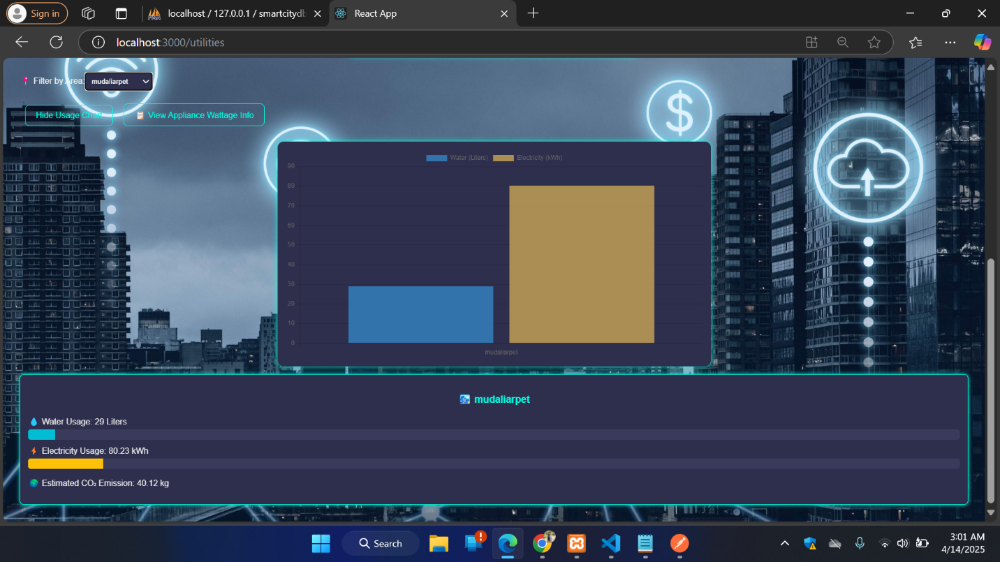 Sign in
localhost / 127.0.0.1 / smartcitydb
React App
localhost:3000/utilities
Filter by Area:
mudaliarpet
Hide Usage Chart
View Appliance Wattage Info
Water (Liters) Electricity (kWh)
90
80
70
60
50
40
30
20
10
0
mudaliarpet
mudaliarpet
Water Usage: 29 Liters
Electricity Usage: 80.23 kWh
Estimated CO₂ Emission: 40.12 kg
Search
3:01 AM
4/14/2025